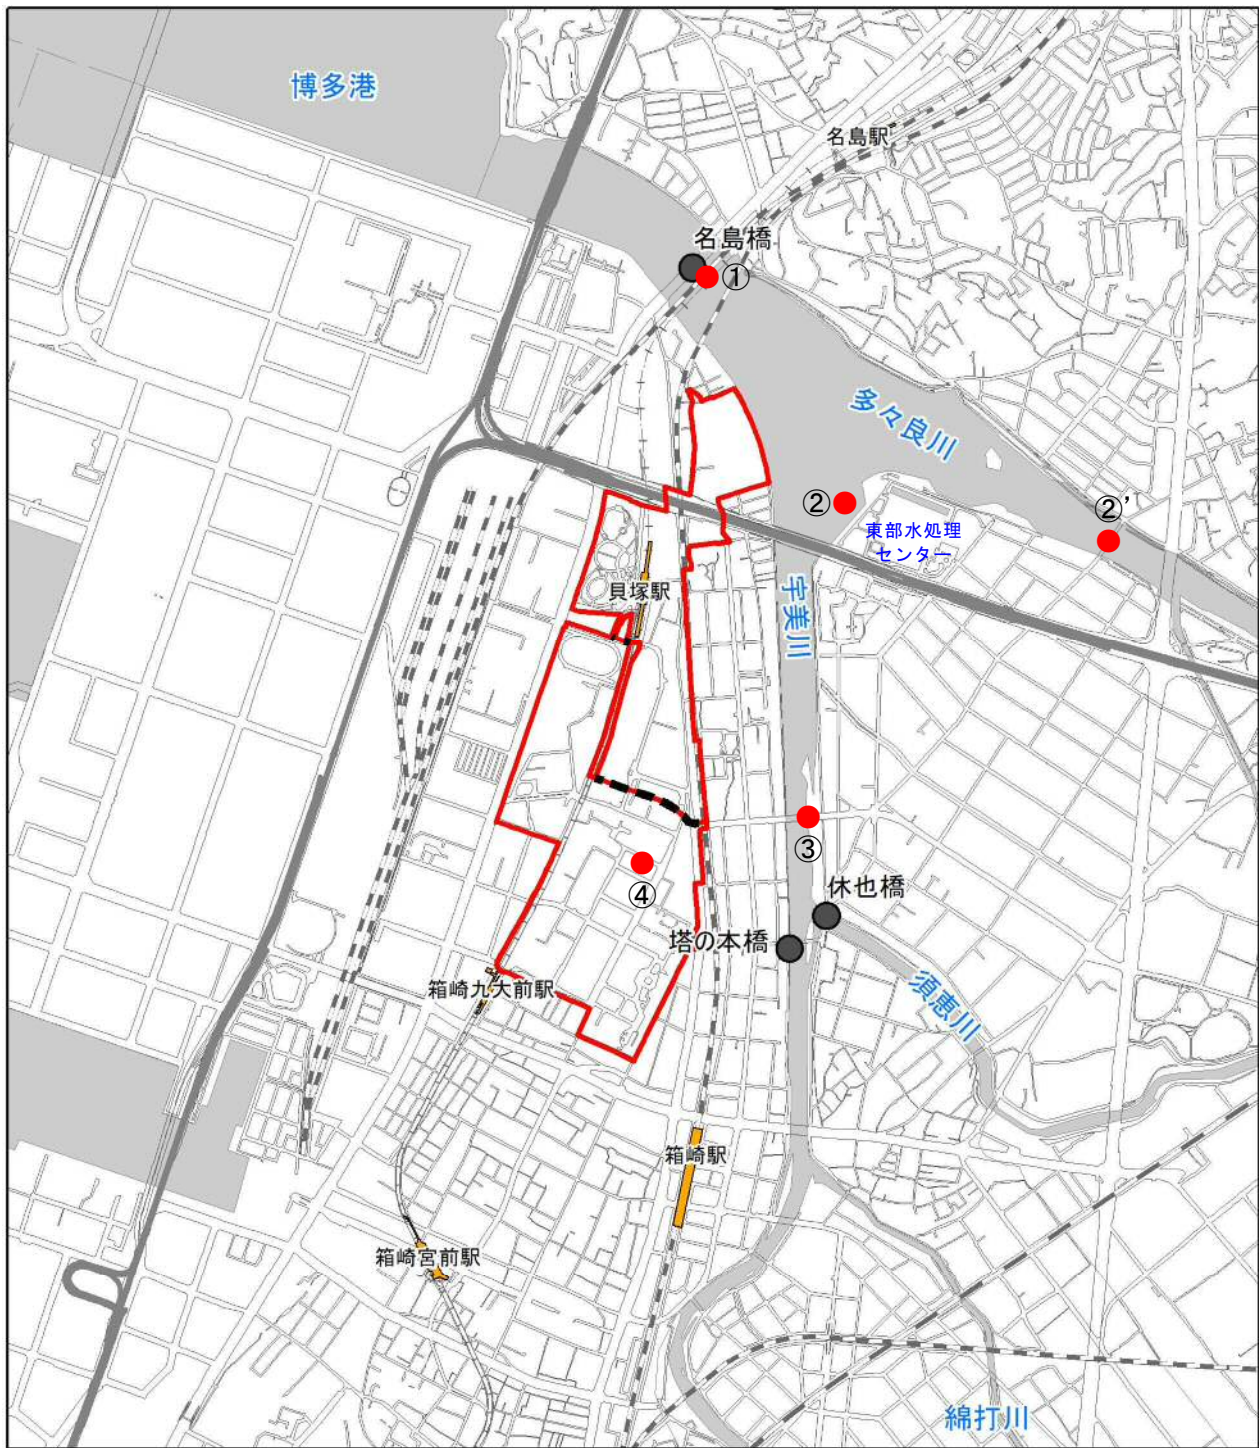 博多港
名島駅
名島橋
①
多々良川
②
②'
東部水処理
センター
貝塚駅
宇美川
③
④
休也橋
塔の本橋
箱崎九大前駅
須恵川
箱崎駅
箱崎宮前駅
綿打川